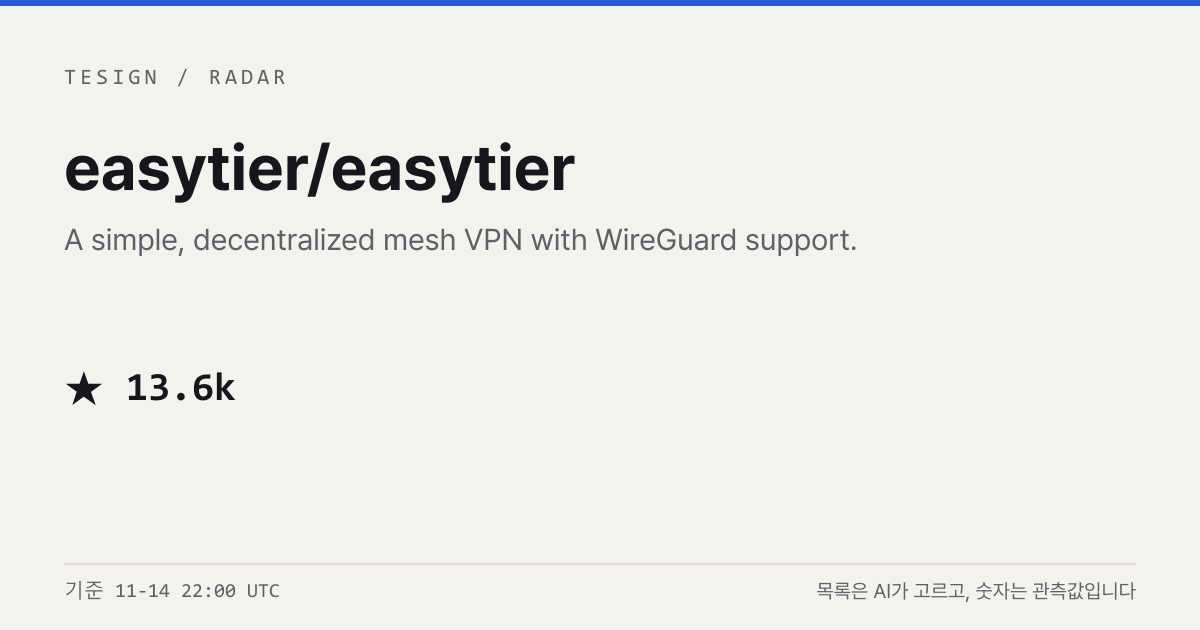 TESIGN / RADAR
easytier/easytier
A simple, decentralized mesh VPN with WireGuard support.
★ 13.6k
기준 11-14 22:00 UTC
목록은 AI가 고르고, 숫자는 관측값입니다